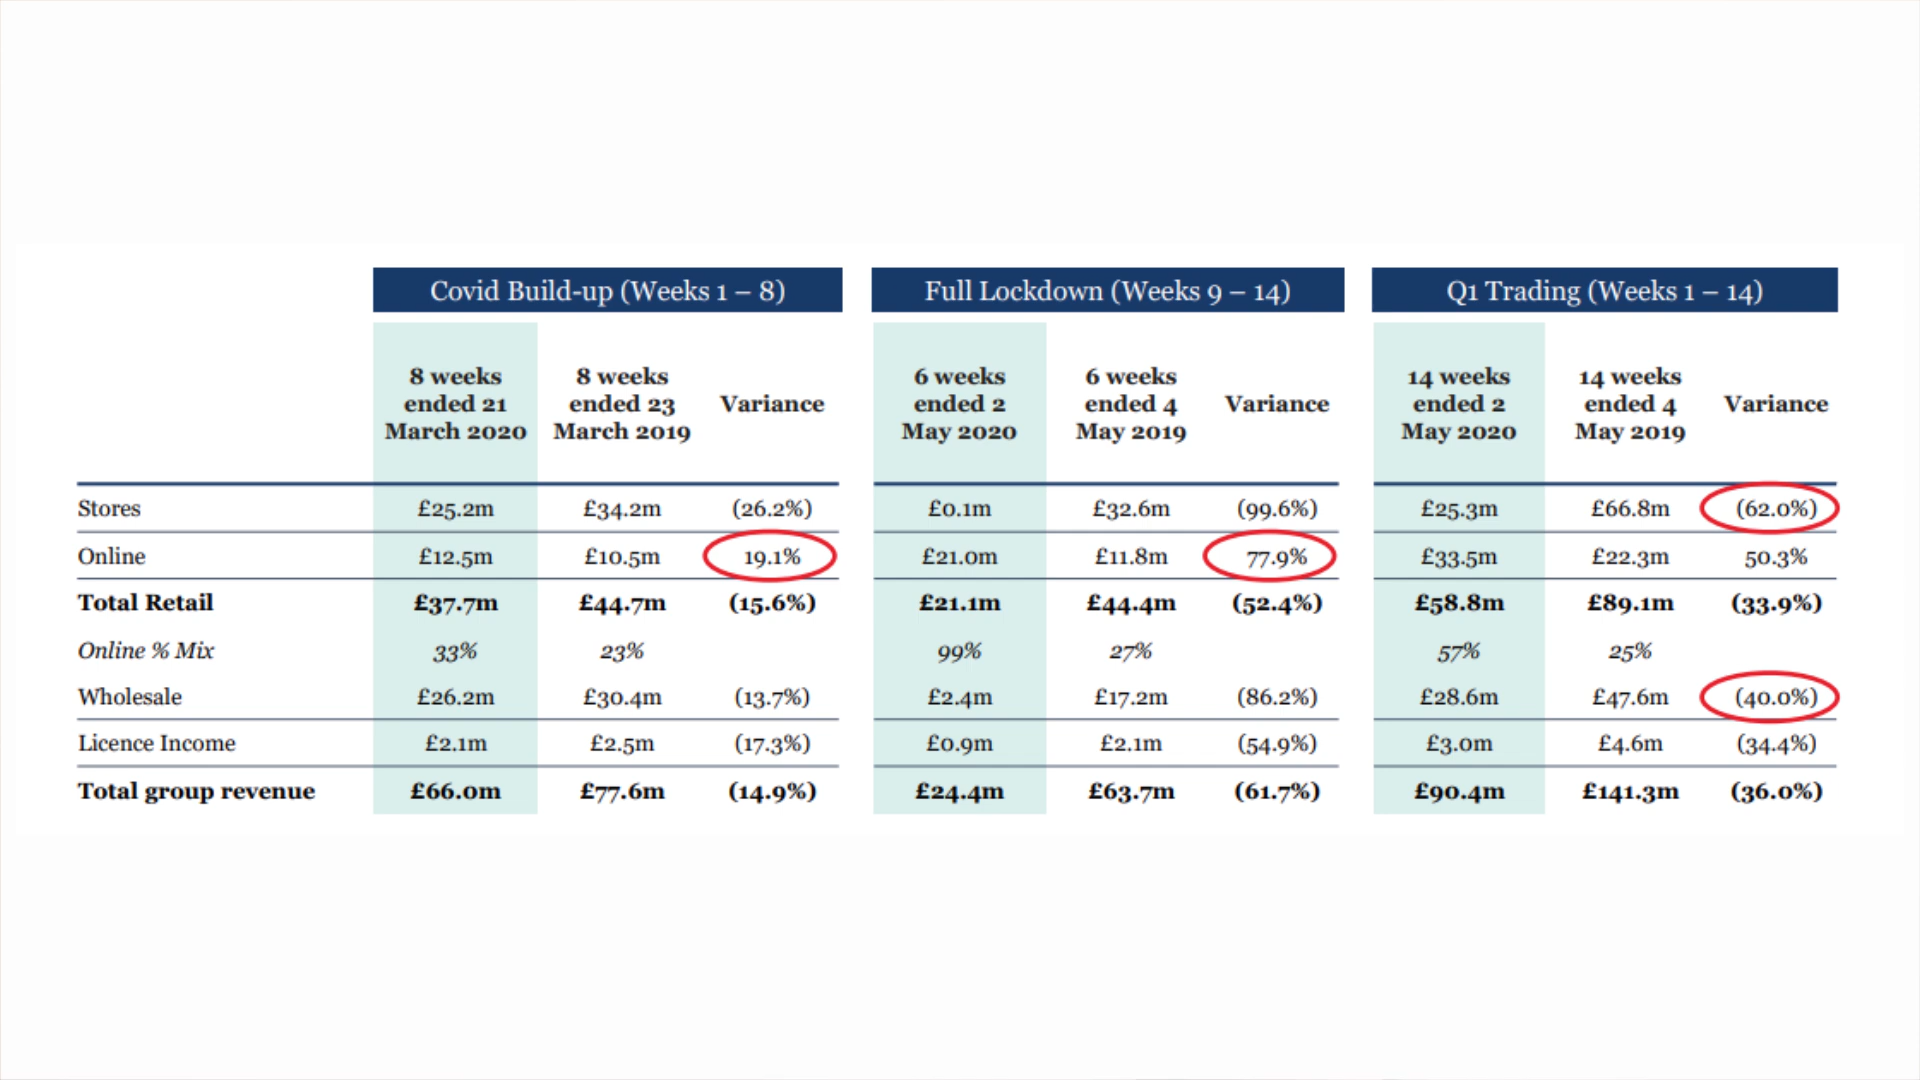 Covid Build-up (Weeks 1 – 8) Full Lockdown (Weeks 9 – 14) Q1 Trading (Weeks 1 – 14)
8 weeks ended 21 March 2020 8 weeks ended 23 March 2019 Variance 6 weeks ended 2 May 2020 6 weeks ended 4 May 2019 Variance 14 weeks ended 2 May 2020 14 weeks ended 4 May 2019 Variance
Stores £25.2m £34.2m (26.2%) £0.1m £32.6m (99.6%) £25.3m £66.8m (62.0%)
Online £12.5m £10.5m 19.1% £21.0m £11.8m 77.9% £33.5m £22.3m 50.3%
Total Retail £37.7m £44.7m (15.6%) £21.1m £44.4m (52.4%) £58.8m £89.1m (33.9%)
Online % Mix 33% 23% 99% 27% 57% 25%
Wholesale £26.2m £30.4m (13.7%) £2.4m £17.2m (86.2%) £28.6m £47.6m (40.0%)
Licence Income £2.1m £2.5m (17.3%) £0.9m £2.1m (54.9%) £3.0m £4.6m (34.4%)
Total group revenue £66.0m £77.6m (14.9%) £24.4m £63.7m (61.7%) £90.4m £141.3m (36.0%)